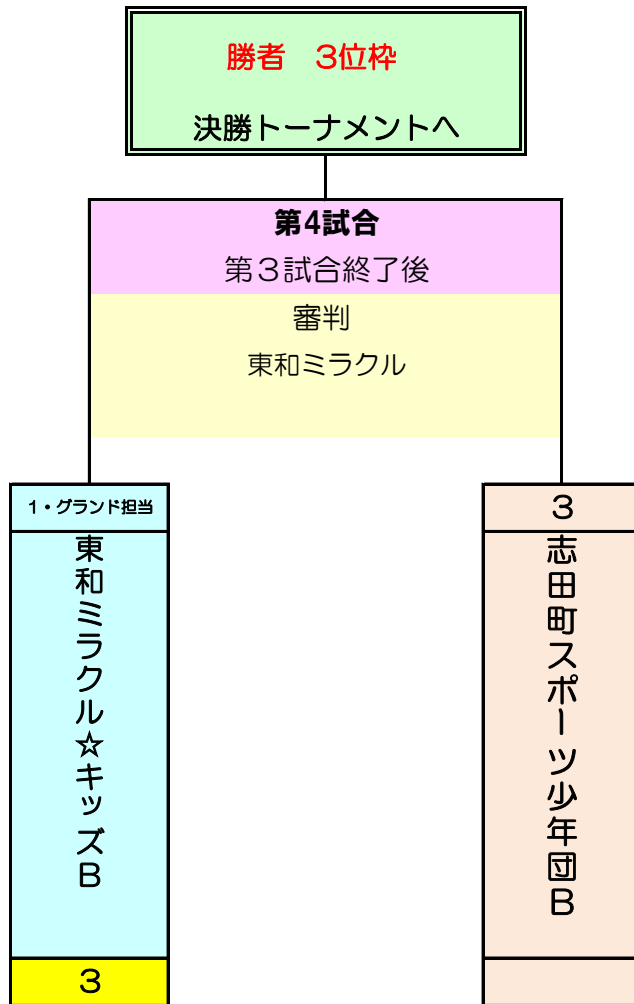 勝者　3位枠
決勝トーナメントへ
第4試合
第３試合終了後
審判
東和ミラクル
1・グランド担当
東和ミラクル☆キッズB
3
3
志田町スポーツ少年団B